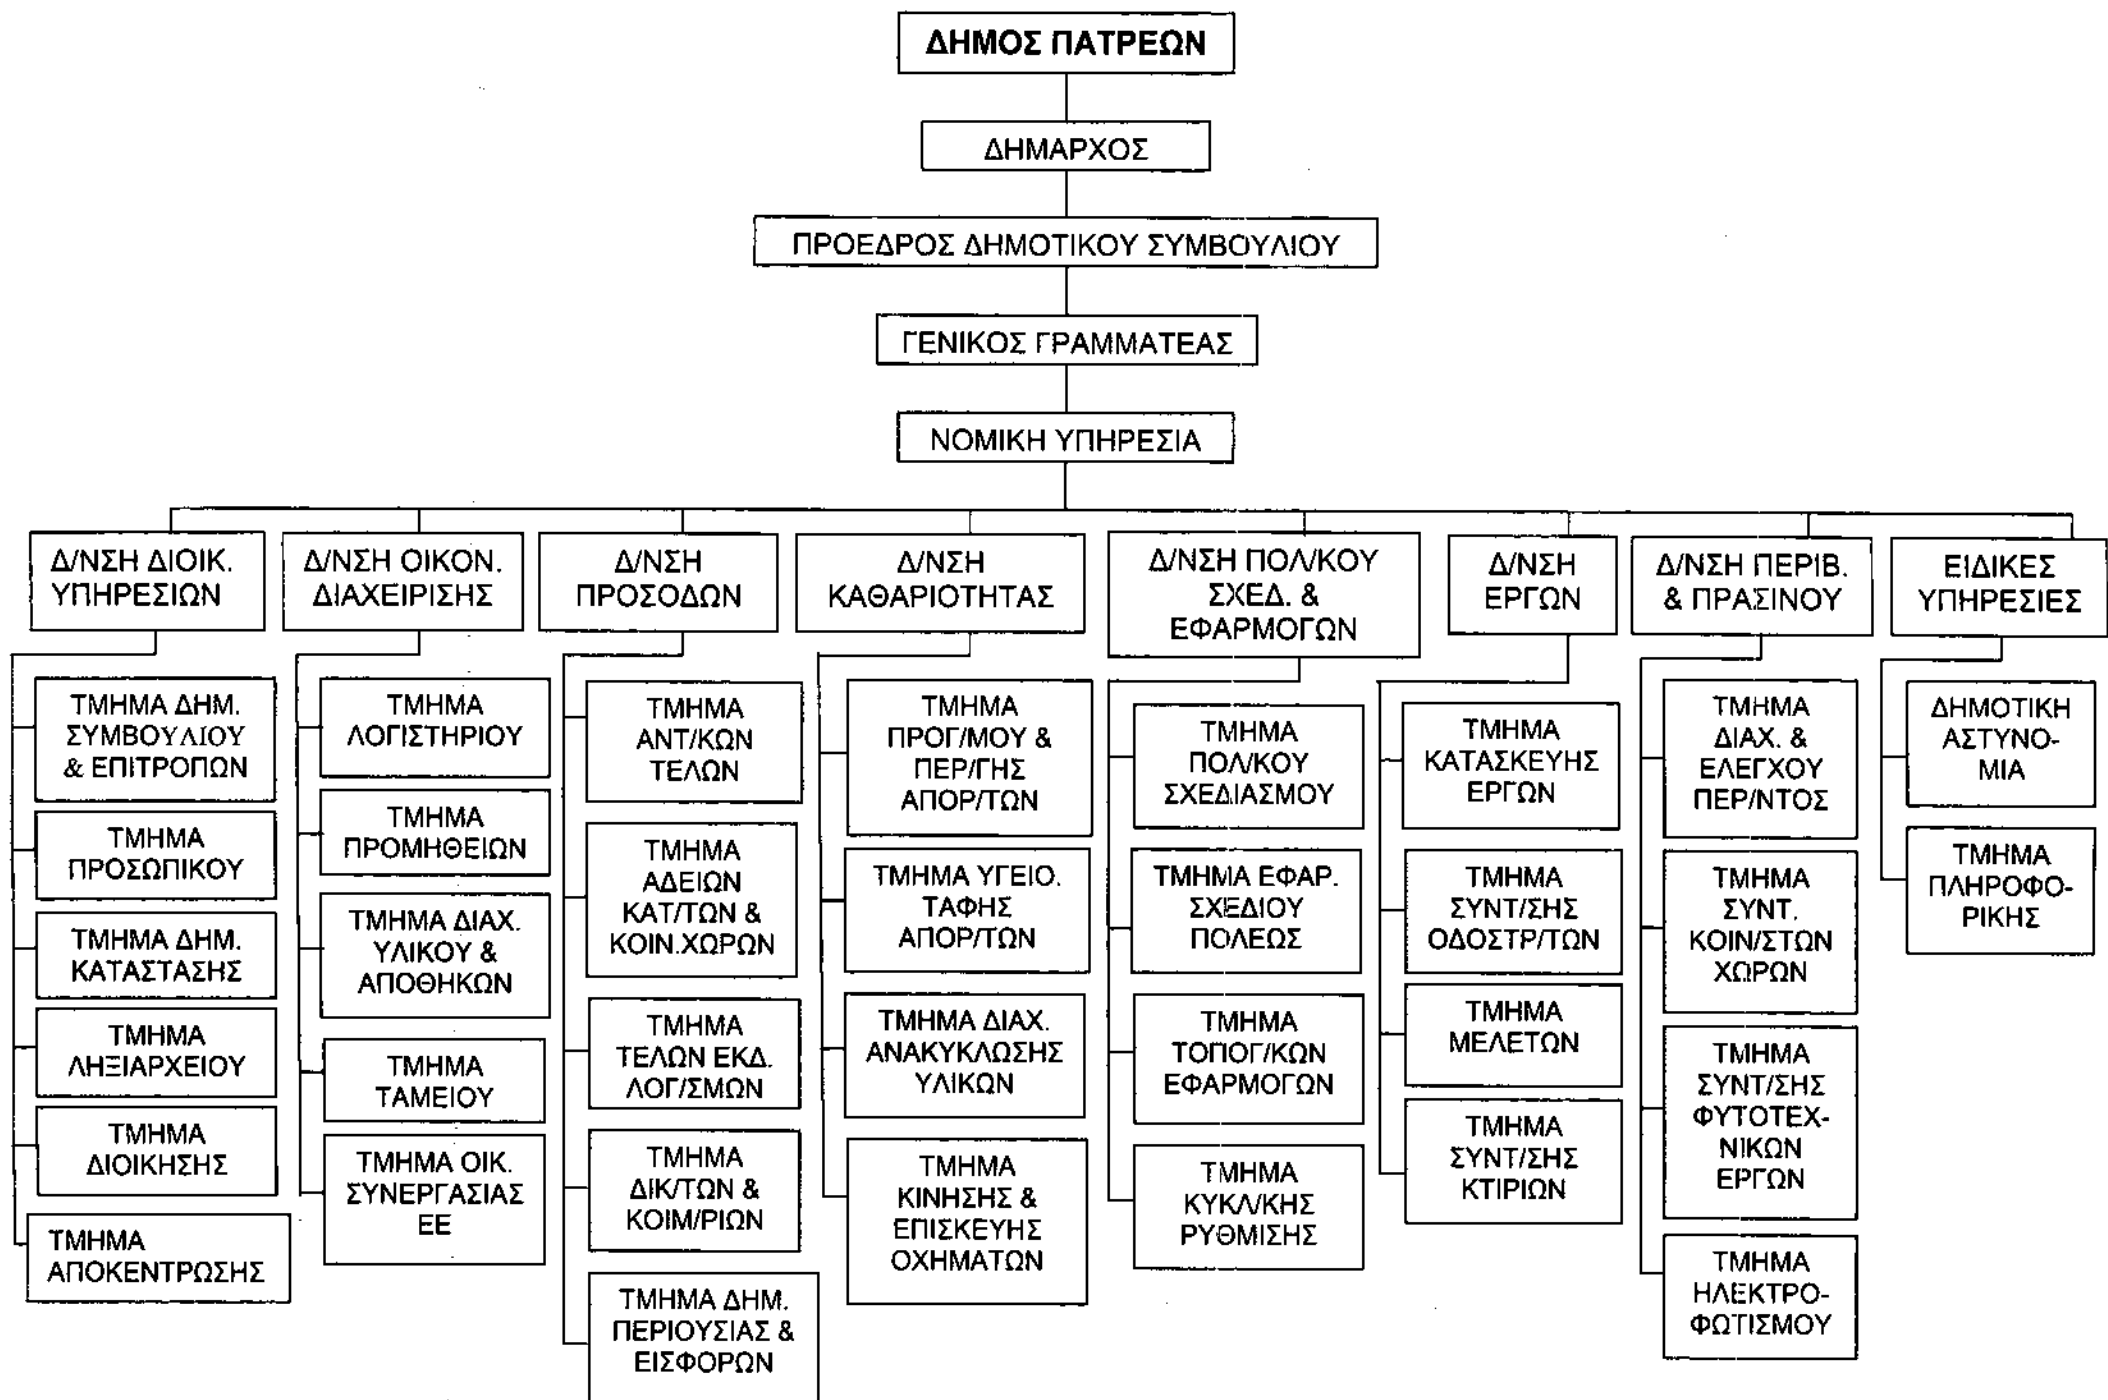 ΔΗΜΟΣ ΠΑΤΡΕΩΝ
ΔΗΜΑΡΧΟΣ
ΠΡΟΕΔΡΟΣ ΔΗΜΟΤΙΚΟΥ ΣΥΜΒΟΥΛΙΟΥ
ΓΕΝΙΚΟΣ ΓΡΑΜΜΑΤΕΑΣ
ΝΟΜΙΚΗ ΥΠΗΡΕΣΙΑ
Δ/ΝΣΗ ΔΙΟΙΚ.
ΥΠΗΡΕΣΙΩΝ
ΤΜΗΜΑ ΔΗΜ.
ΣΥΜΒΟΥΛΙΟΥ
& ΕΠΙΤΡΟΠΩΝ
ΤΜΗΜΑ
ΠΡΟΣΩΠΙΚΟΥ
ΤΜΗΜΑ ΔΗΜ.
ΚΑΤΑΣΤΑΣΗΣ
ΤΜΗΜΑ
ΛΗΞΙΑΡΧΕΙΟΥ
ΤΜΗΜΑ
ΔΙΟΙΚΗΣΗΣ
ΤΜΗΜΑ
ΑΠΟΚΕΝΤΡΩΣΗΣ
Δ/ΝΣΗ ΟΙΚΟΝ.
ΔΙΑΧΕΙΡΙΣΗΣ
ΤΜΗΜΑ
ΛΟΓΙΣΤΗΡΙΟΥ
ΤΜΗΜΑ
ΠΡΟΜΗΘΕΙΩΝ
ΤΜΗΜΑ ΔΙΑΧ.
ΥΛΙΚΟΥ &
ΑΠΟΘΗΚΩΝ
ΤΜΗΜΑ
ΤΑΜΕΙΟΥ
ΤΜΗΜΑ ΟΙΚ.
ΣΥΝΕΡΓΑΣΙΑΣ
ΕΕ
Δ/ΝΣΗ
ΠΡΟΣΟΔΩΝ
ΤΜΗΜΑ
ΑΝΤ/ΚΩΝ
ΤΕΛΩΝ
ΤΜΗΜΑ
ΑΔΕΙΩΝ
ΚΑΤ/ΤΩΝ &
ΚΟΙΝ.ΧΩΡΩΝ
ΤΜΗΜΑ
ΤΕΛΩΝ ΕΚΔ.
ΛΟΓ/ΣΜΩΝ
ΤΜΗΜΑ
ΔΙΚ/ΤΩΝ &
ΚΟΙΜ/ΡΙΩΝ
ΤΜΗΜΑ ΔΗΜ.
ΠΕΡΙΟΥΣΙΑΣ &
ΕΙΣΦΟΡΩΝ
Δ/ΝΣΗ
ΚΑΘΑΡΙΟΤΗΤΑΣ
ΤΜΗΜΑ
ΠΡΟΓ/ΜΟΥ &
ΠΕΡ/ΓΗΣ
ΑΠΟΡ/ΤΩΝ
ΤΜΗΜΑ ΥΓΕΙΟ.
ΤΑΦΗΣ
ΑΠΟΡ/ΤΩΝ
ΤΜΗΜΑ ΔΙΑΧ.
ΑΝΑΚΥΚΛΩΣΗΣ
ΥΛΙΚΩΝ
ΤΜΗΜΑ
ΚΙΝΗΣΗΣ &
ΕΠΙΣΚΕΥΗΣ
ΟΧΗΜΑΤΩΝ
Δ/ΝΣΗ ΠΟΛ/ΚΟΥ
ΣΧΕΔ. &
ΕΦΑΡΜΟΓΩΝ
ΤΜΗΜΑ
ΠΟΛ/ΚΟΥ
ΣΧΕΔΙΑΣΜΟΥ
ΤΜΗΜΑ ΕΦΑΡ.
ΣΧΕΔΙΟΥ
ΠΟΛΕΩΣ
ΤΜΗΜΑ
ΤΟΠΟΓ/ΚΩΝ
ΕΦΑΡΜΟΓΩΝ
ΤΜΗΜΑ
ΚΥΚΛ/ΚΗΣ
ΡΥΘΜΙΣΗΣ
Δ/ΝΣΗ
ΕΡΓΩΝ
ΤΜΗΜΑ
ΚΑΤΑΣΚΕΥΗΣ
ΕΡΓΩΝ
ΤΜΗΜΑ
ΣΥΝΤ/ΣΗΣ
ΟΔΟΣΤΡ/ΤΩΝ
ΤΜΗΜΑ
ΜΕΛΕΤΩΝ
ΤΜΗΜΑ
ΣΥΝΤ/ΣΗΣ
ΚΤΙΡΙΩΝ
Δ/ΝΣΗ ΠΕΡΙΒ.
& ΠΡΑΣΙΝΟΥ
ΤΜΗΜΑ
ΔΙΑΧ. &
ΕΛΕΓΧΟΥ
ΠΕΡ/ΝΤΟΣ
ΤΜΗΜΑ
ΣΥΝΤ.
ΚΟΙΝ/ΣΤΩΝ
ΧΩΡΩΝ
ΤΜΗΜΑ
ΣΥΝΤ/ΣΗΣ
ΦΥΤΟΤΕΧ-
ΝΙΚΩΝ
ΕΡΓΩΝ
ΤΜΗΜΑ
ΗΛΕΚΤΡΟ-
ΦΩΤΙΣΜΟΥ
ΕΙΔΙΚΕΣ
ΥΠΗΡΕΣΙΕΣ
ΔΗΜΟΤΙΚΗ
ΑΣΤΥΝΟ-
ΜΙΑ
ΤΜΗΜΑ
ΠΛΗΡΟΦΟ-
ΡΙΚΗΣ